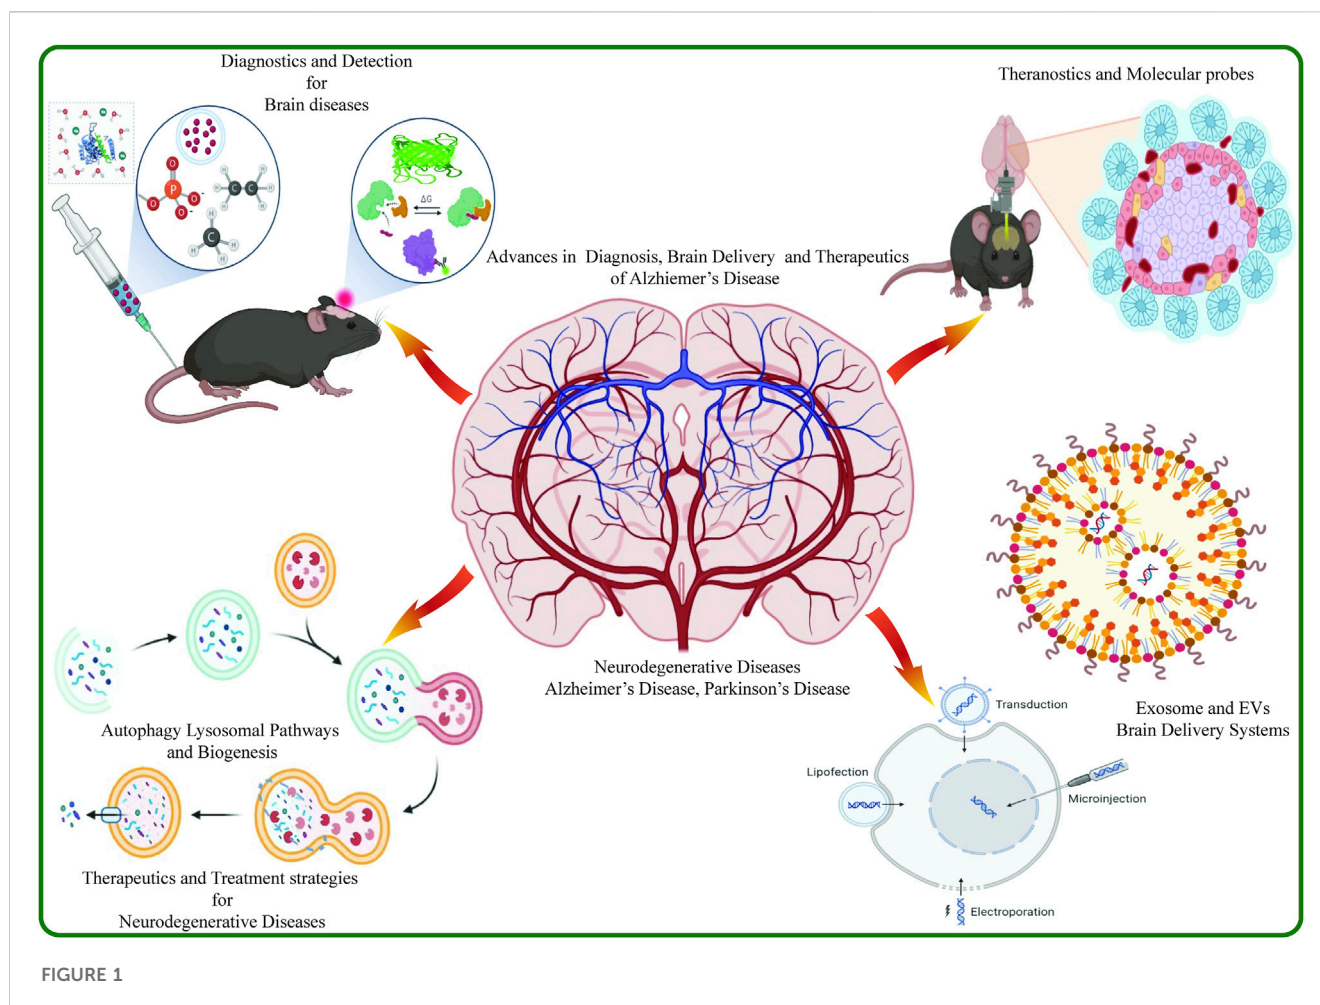 Diagnostics and Detection
for
Brain diseases
Theranostics and Molecular probes
O
O
P
O
-
O
-
H
H
H
C
C
H
H
H
H
C
H
H
H
ΔG
Advances in Diagnosis, Brain Delivery and Therapeutics
of Alzhiemer’s Disease
Neurodegenerative Diseases
Alzheimer’s Disease, Parkinson’s Disease
Autophagy Lysosomal Pathways
and Biogenesis
Therapeutics and Treatment strategies
for
Neurodegenerative Diseases
Exosome and EVs
Brain Delivery Systems
Transduction
Lipofection
Microinjection
Electroporation
FIGURE 1